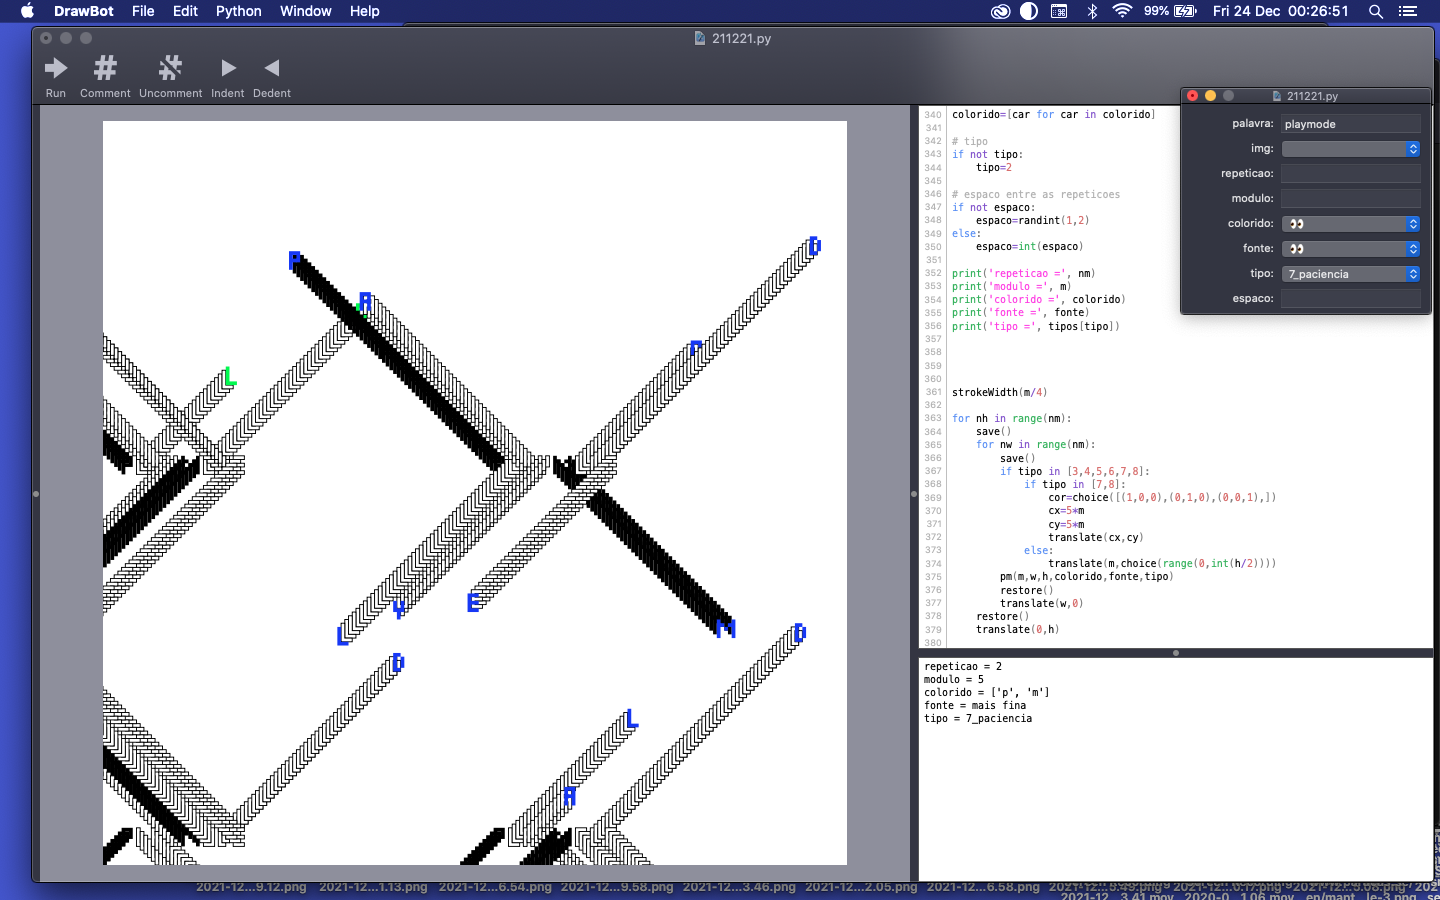 DrawBot File Edit Python Window Help
99% Fri 24 Dec 00:26:51
211221.py
Run Comment Uncomment Indent Dedent
P
A
L
O
L
Y
E
M
O
O
L
A
340 colorido=[car for car in colorido]
341
342 # tipo
343 if not tipo:
344 tipo=2
345
346 # espaco entre as repeticoes
347 if not espaco:
348 espaco=randint(1,2)
349 else:
350 espaco=int(espaco)
351
352 print('repeticao =', nm)
353 print('modulo =', m)
354 print('colorido =', colorido)
355 print('fonte =', fonte)
356 print('tipo =', tipos[tipo])
357
358
359
360
361 strokeWidth(m/4)
362
363 for nh in range(nm):
364 save()
365 for nw in range(nm):
366 save()
367 if tipo in [3,4,5,6,7,8]:
368 if tipo in [7,8]:
369 cor=choice([(1,0,0),(0,1,0),(0,0,1),])
370 cx=5*m
371 cy=5*m
372 translate(cx,cy)
373 else:
374 translate(m,choice(range(0,int(h/2))))
375 pm(m,w,h,colorido,fonte,tipo)
376 restore()
377 translate(w,0)
378 restore()
379 translate(0,h)
380
211221.py
palavra: playmode
img:
repeticao:
modulo:
colorido: 👀
fonte: 👀
tipo: 7_paciencia
espaco:
repeticao = 2
modulo = 5
colorido = ['p', 'm']
fonte = mais fina
tipo = 7_paciencia
2021-12...9.12.png 2021-12...1.13.png 2021-12...6.54.png 2021-12...9.58.png 2021-12...3.46.png 2021-12...2.05.png 2021-12...6.58.png